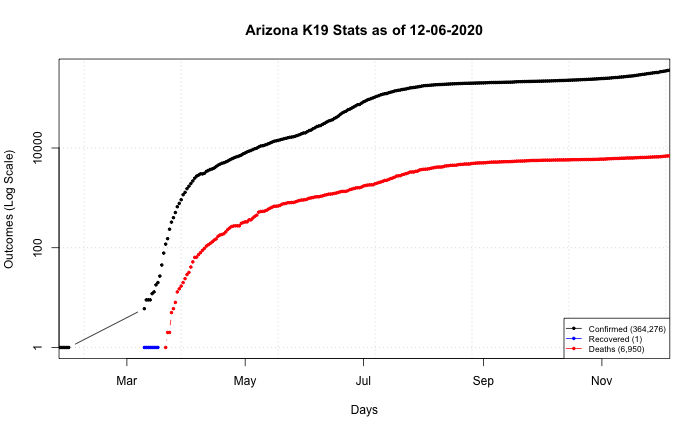 Arizona K19 Stats as of 12-06-2020
Outcomes (Log Scale)
10000
100
1
Confirmed (364,276)
Recovered (1)
Deaths (6,950)
Mar May Jul Sep Nov
Days